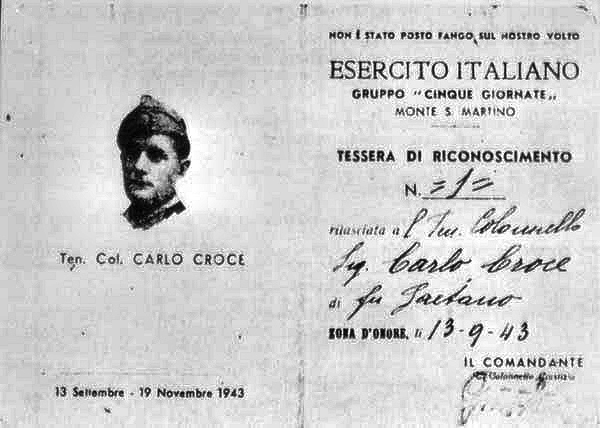 Ten. Col. CARLO CROCE
13 Settembre - 19 Novembre 1943
NON È STATO POSTO FANGO SUL NOSTRO VOLTO
ESERCITO ITALIANO
GRUPPO "CINQUE GIORNATE„
MONTE S. MARTINO
TESSERA DI RICONOSCIMENTO
N. =1=
rilasciata a Ten. Colonnello
Sig. Carlo Croce
di fu Gaetano
ZONA D'ONORE, li 13-9-43
IL COMANDANTE
Colonnello